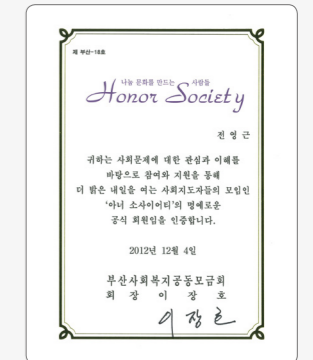 제 부산-18호
나눔 문화를 만드는 사람들
Honor Society
진 영 근
귀하는 사회문제에 대한 관심과 이해를
바탕으로 참여와 지원을 통해
더 밝은 내일을 여는 사회지도자들의 모임인
'아너 소사이어티'의 명예로운
공식 회원임을 인증합니다.
2012년 12월 4일
부산사회복지공동모금회
회 장 이 장 호
이 장 호